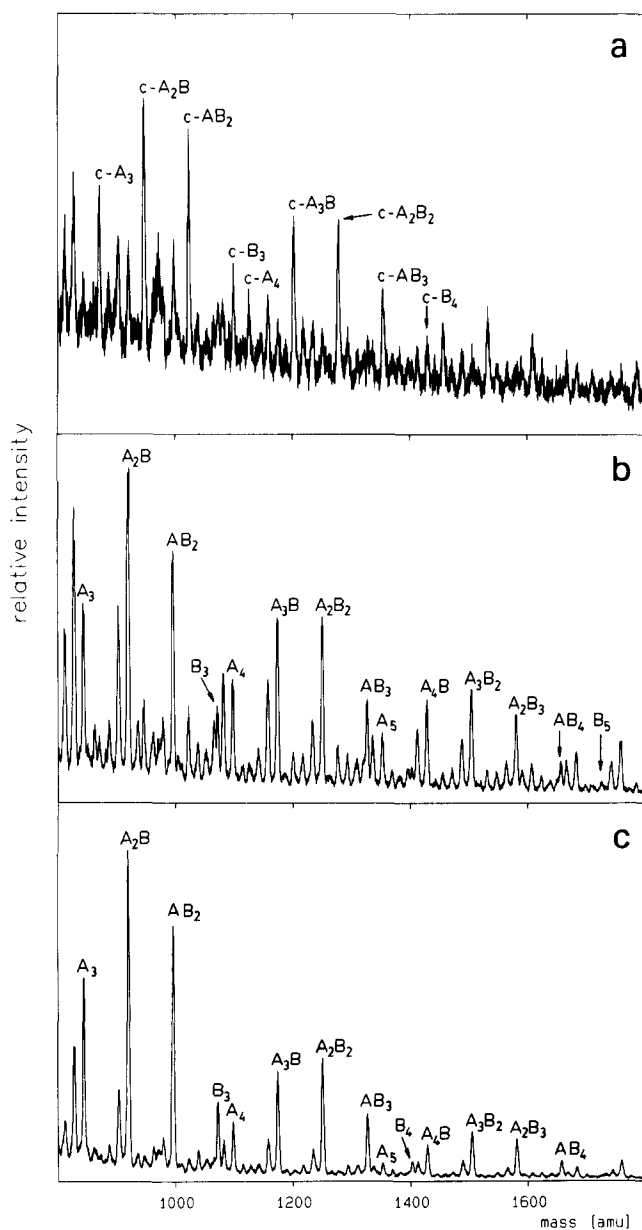 a
c-A₂B
c-AB₂
c-A₃
c-A₃B
c-A₂B₂
c-B₃
c-A₄
c-AB₃
c-B₄
relative intensity
b
A₂B
AB₂
A₃
A₃B
A₂B₂
B₃
A₄
AB₃
A₅
A₄B
A₃B₂
A₂B₃
AB₄
B₅
c
A₂B
AB₂
A₃
B₃
A₄
A₃B
A₂B₂
AB₃
A₅
B₄
A₄B
A₃B₂
A₂B₃
AB₄
1000 1200 1400 1600
mass [amu]